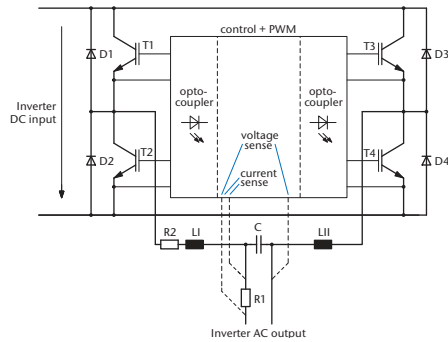 control + PWM
D1
T1
T3
D3
opto-
coupler
opto-
coupler
Inverter
DC input
voltage
sense
D2
T2
current
sense
T4
D4
R2
LI
C
LII
R1
Inverter AC output